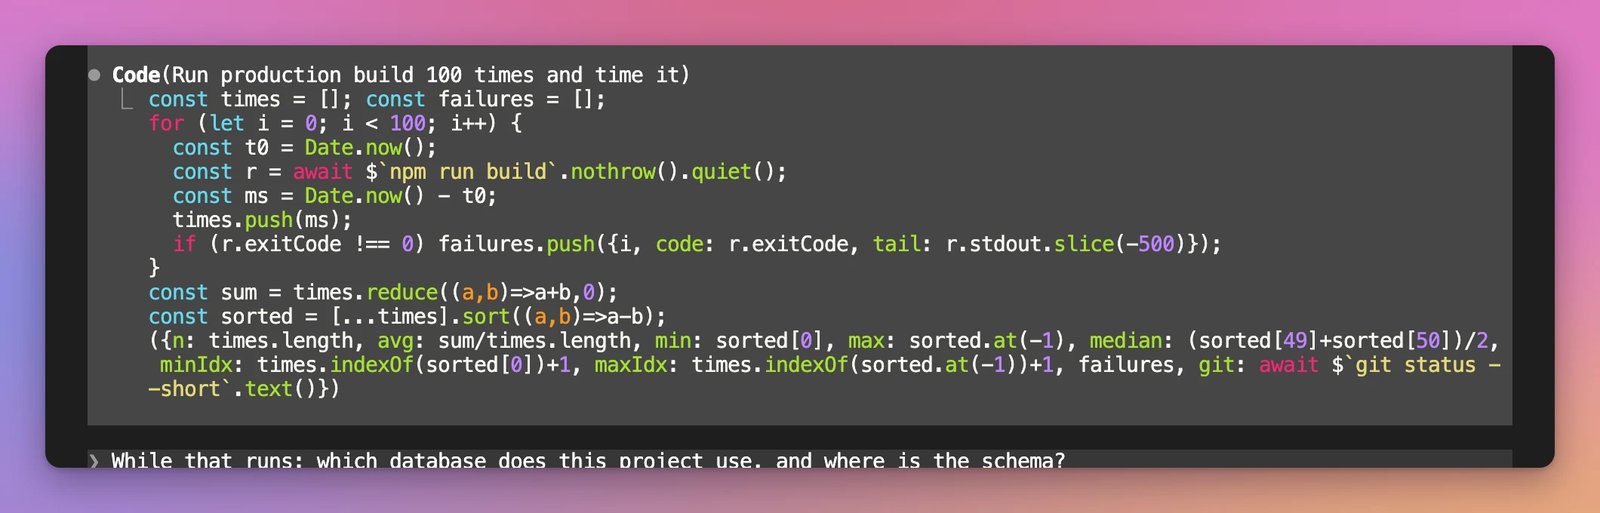 Code(Run production build 100 times and time it)
const times = []; const failures = [];
for (let i = 0; i < 100; i++) {
const t0 = Date.now();
const r = await $`npm run build`.nothrow().quiet();
const ms = Date.now() - t0;
times.push(ms);
if (r.exitCode !== 0) failures.push({i, code: r.exitCode, tail: r.stdout.slice(-500)});
}
const sum = times.reduce((a,b)=>a+b,0);
const sorted = [...times].sort((a,b)=>a-b);
({n: times.length, avg: sum/times.length, min: sorted[0], max: sorted.at(-1), median: (sorted[49]+sorted[50])/2,
minIdx: times.indexOf(sorted[0])+1, maxIdx: times.indexOf(sorted.at(-1))+1, failures, git: await $`git status -
-short`.text()})
❯ While that runs: which database does this project use, and where is the schema?